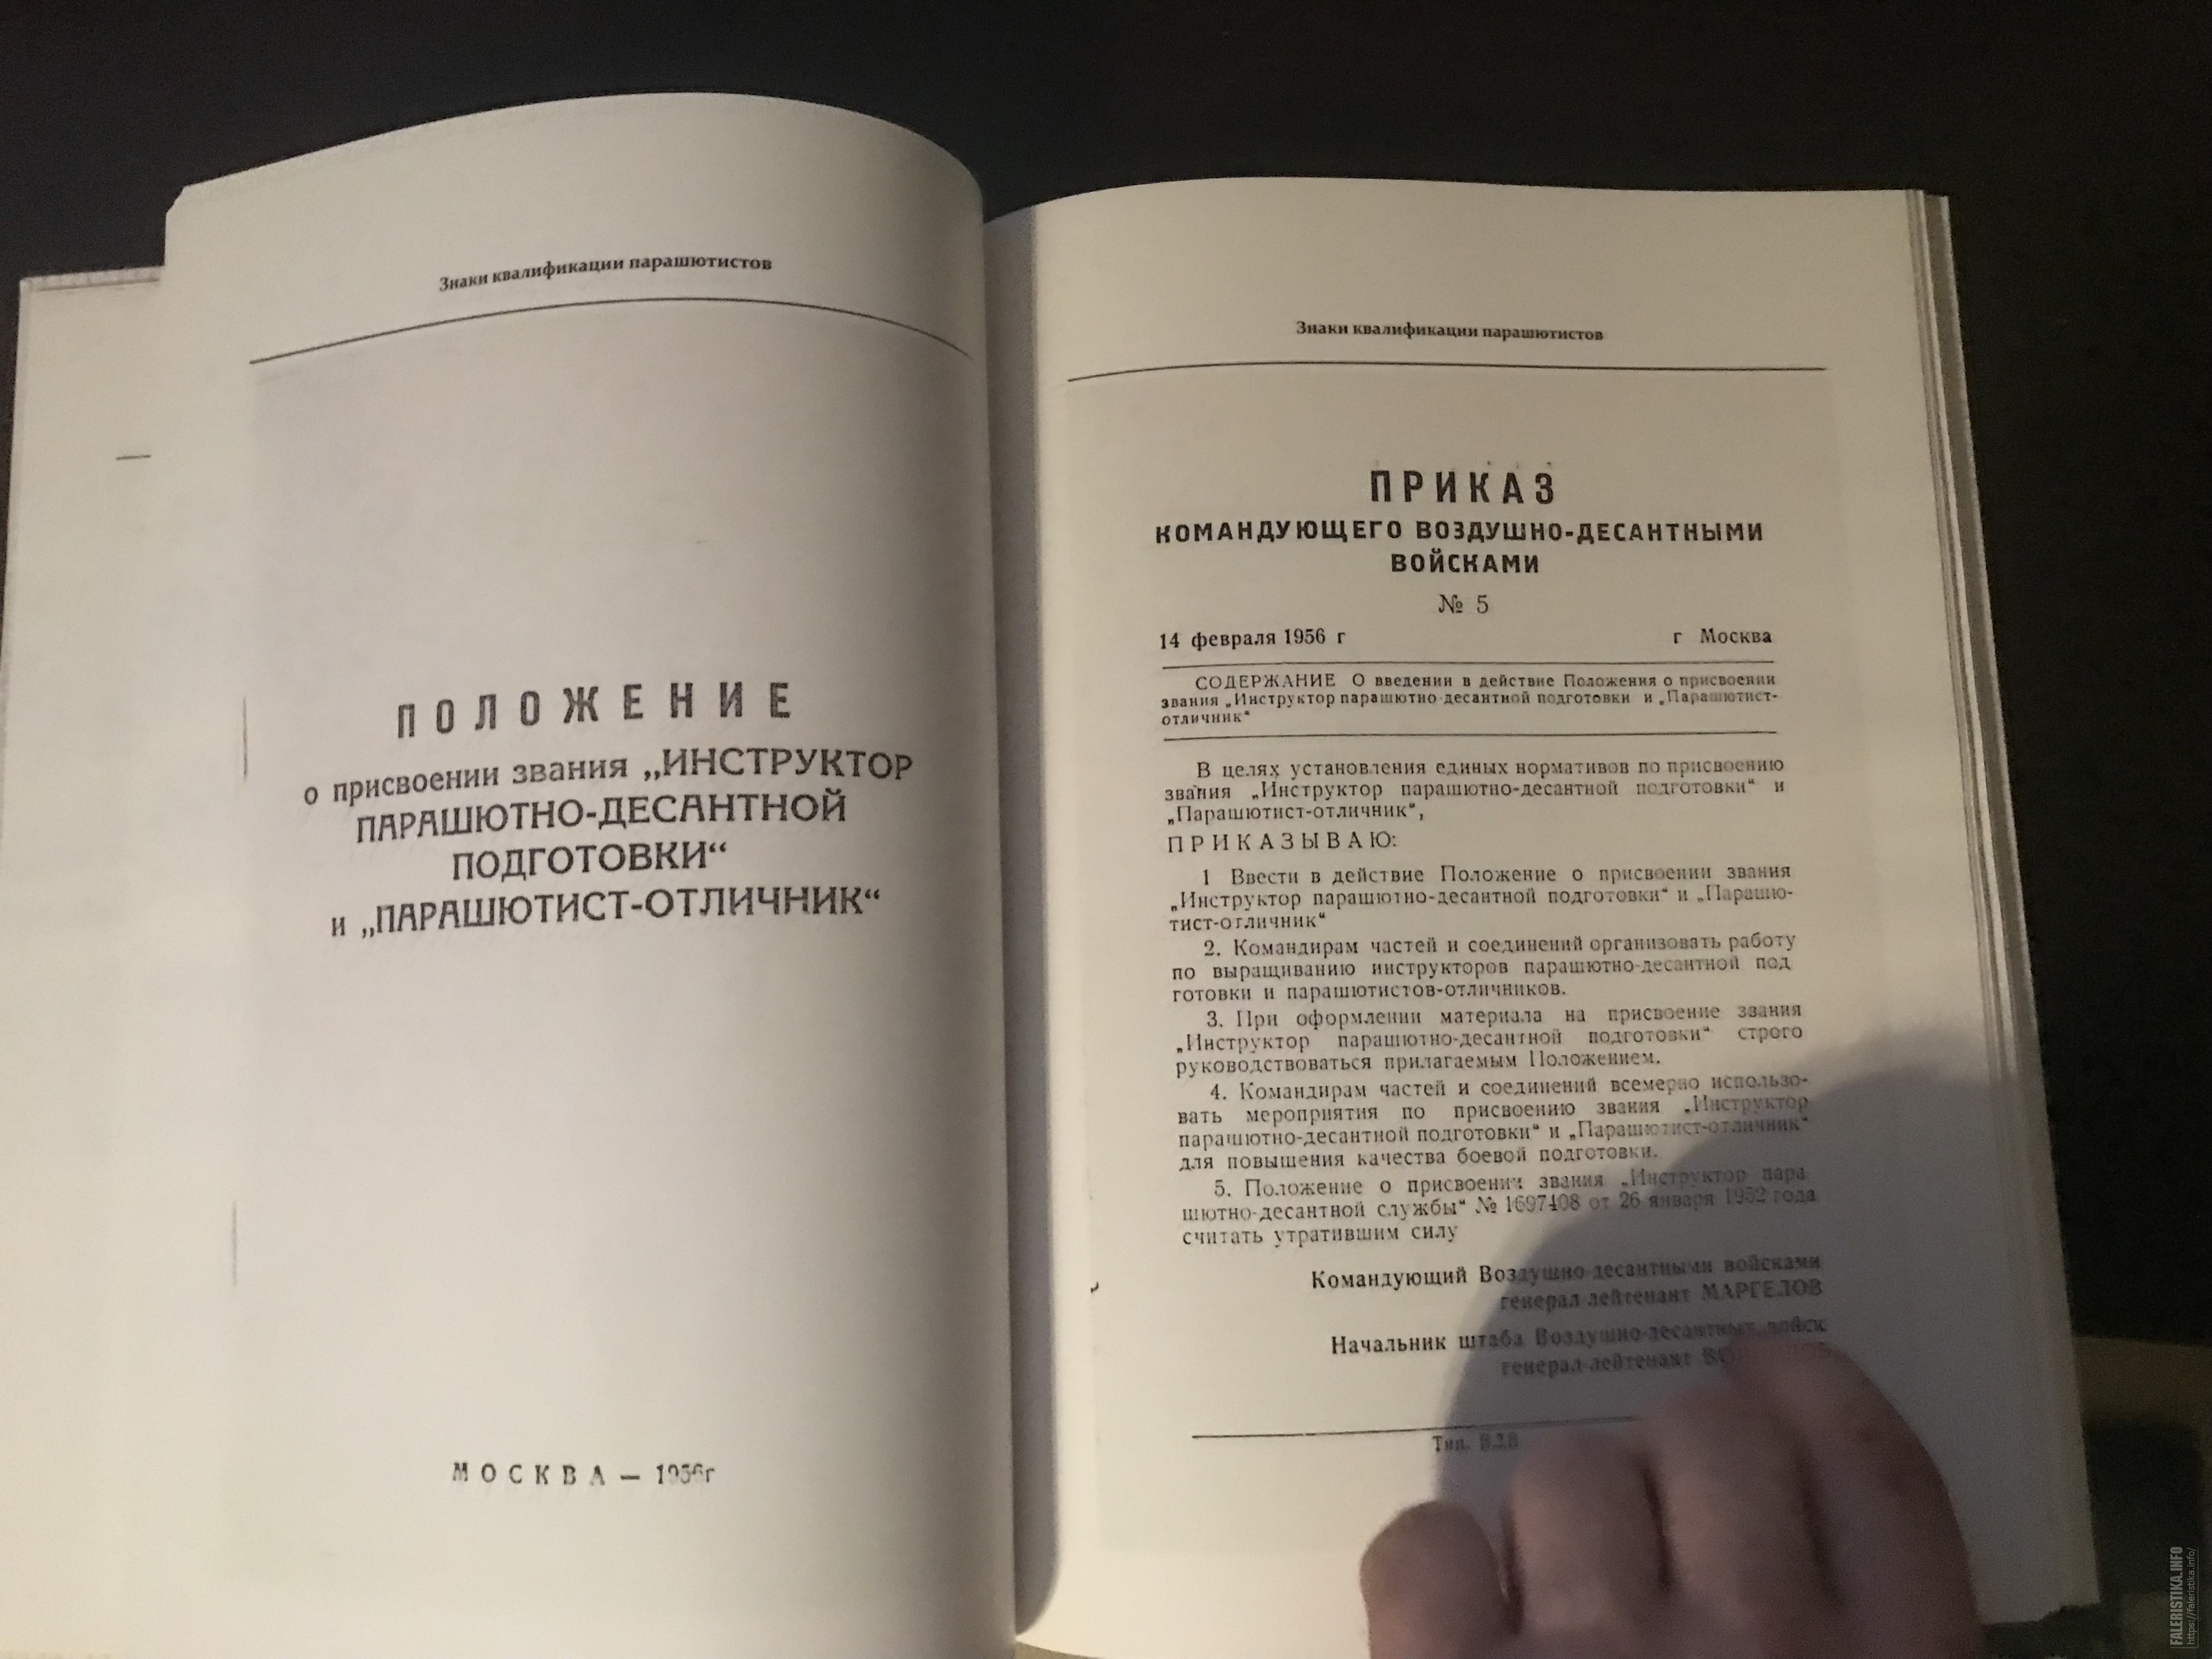 Знаки квалификации парашютистов
ПОЛОЖЕНИЕ
о присвоении звания „ИНСТРУКТОР
ПАРАШЮТНО-ДЕСАНТНОЙ
ПОДГОТОВКИ“
и „ПАРАШЮТИСТ-ОТЛИЧНИК“
МОСКВА — 1956г
Знаки квалификации парашютистов
ПРИКАЗ
КОМАНДУЮЩЕГО ВОЗДУШНО-ДЕСАНТНЫМИ
ВОЙСКАМИ
№ 5
14 февраля 1956 г г Москва
СОДЕРЖАНИЕ О введении в действие Положения о присвоении
звания „Инструктор парашютно десантной подготовки и „Парашютист-
отличник“
В целях установления единых нормативов по присвоению
звания „Инструктор парашютно-десантной подготовки“ и
„Парашютист-отличник“,
ПРИКАЗЫВАЮ:
1 Ввести в действие Положение о присвоении звания
„Инструктор парашютно-десантной подготовки“ и „Парашю-
тист-отличник“
2. Командирам частей и соединений организовать работу
по выращиванию инструкторов парашютно-десантной под
готовки и парашютистов-отличников.
3. При оформлении материала на присвоение звания
„Инструктор парашютно-десантной подготовки“ строго
руководствоваться прилагаемым Положением.
4. Командирам частей и соединений всемерно использо-
вать мероприятия по присвоению звания „Инструктор
парашютно-десантной подготовки“ и „Парашютист-отличник“
для повышения качества боевой подготовки.
5. Положение о присвоении звания „Инструктор пара
шютно-десантной службы“ № 1697408 от 26 января 1952 года
считать утратившим силу
Командующий Воздушно-десантными войсками
генерал-лейтенант МАРГЕЛОВ
Начальник штаба Воздушно-десантных войск
генерал-лейтенант
Тип.
FALERISTIKA.INFO
https://faleristika.info/